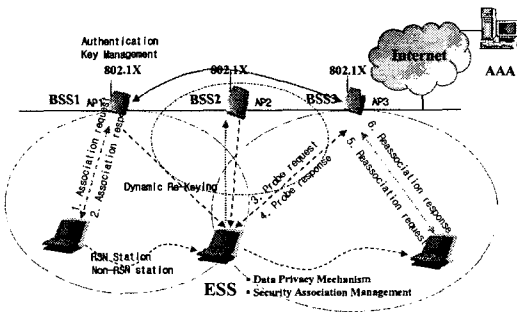 Authentication
Key Management
802.1X
802.1X
802.1X
Internet
AAA
BSS1
AP1
BSS2
AP2
BSS3
AP3
1. Association request
2. Association respon
Dynamic Re-Keying
3. Probe request
4. Probe response
5. Reassociation request
6. Reassociation response
RSN Station
Non-RSN station
ESS
▪ Data Privacy Mechanism
▪ Security Association Management